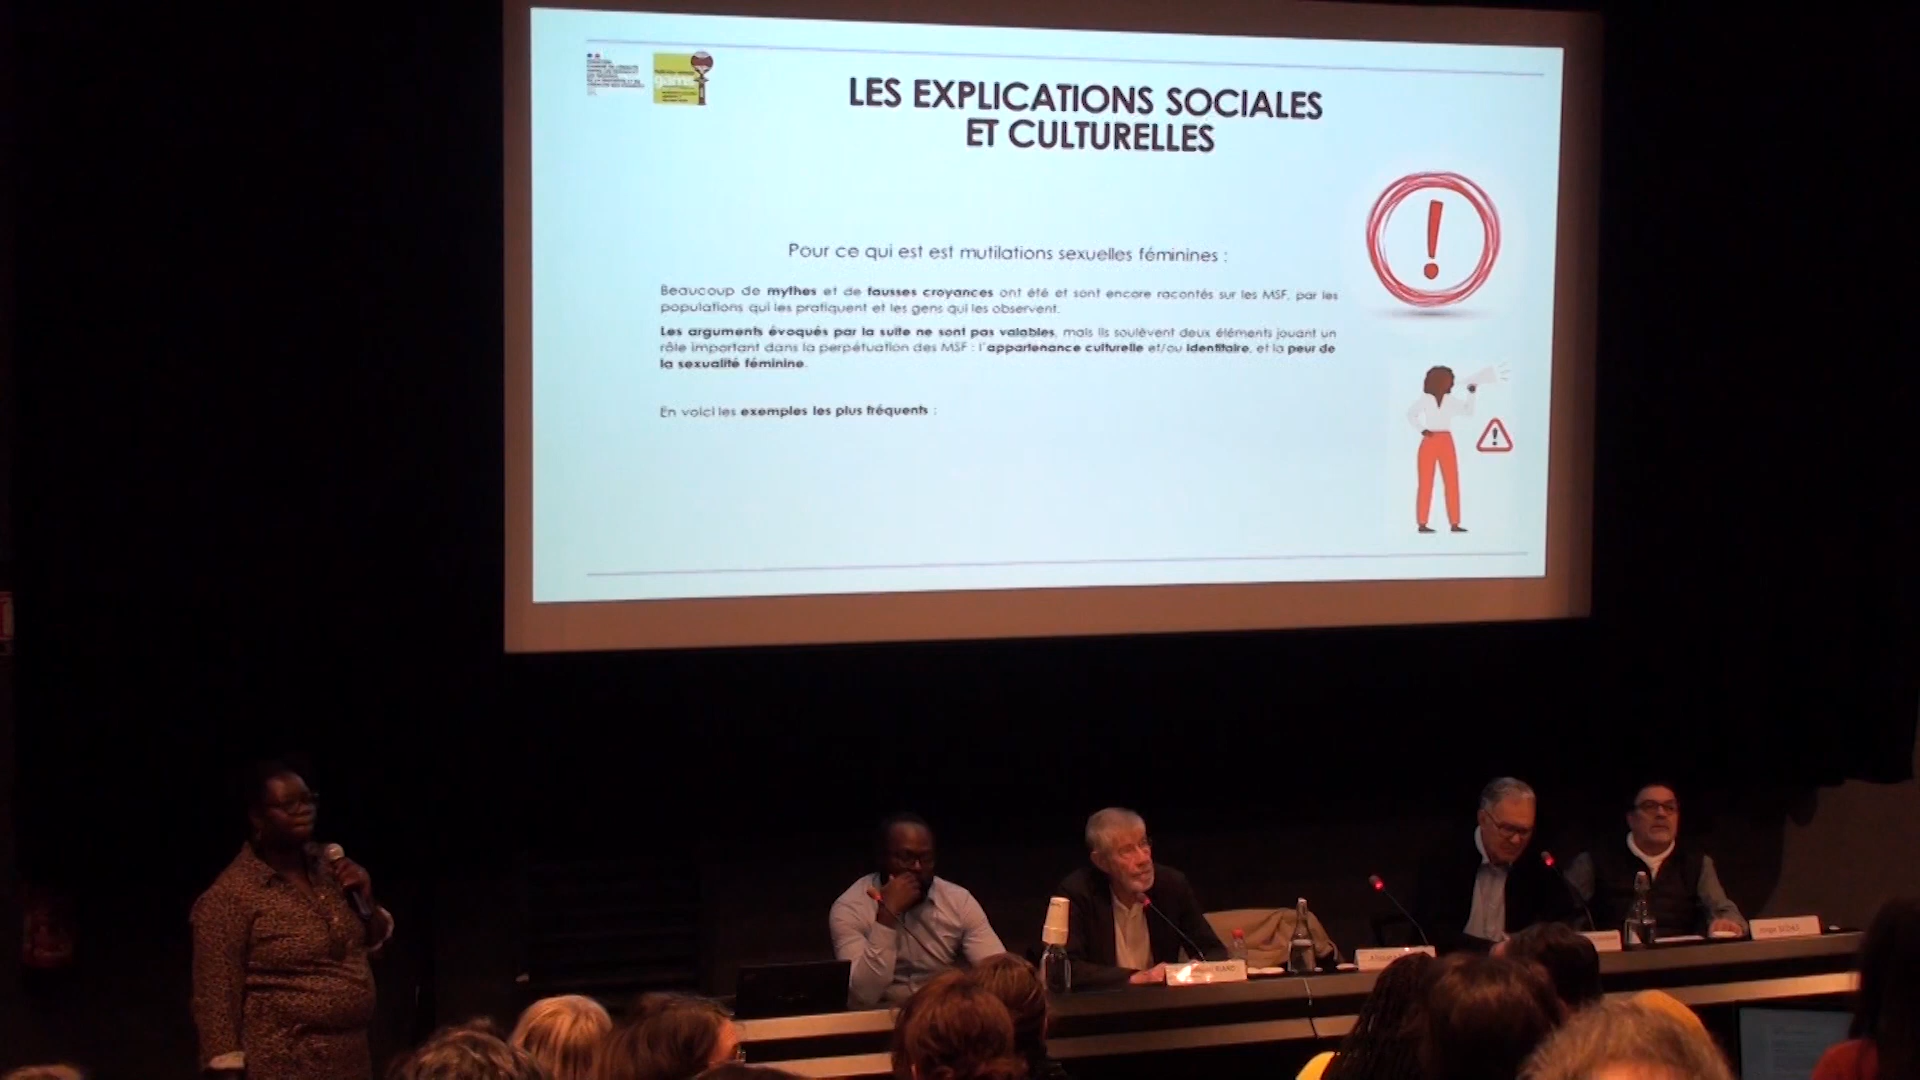 gams
LES EXPLICATIONS SOCIALES
ET CULTURELLES
Pour ce qui est est mutilations sexuelles féminines :
Beaucoup de mythes et de fausses croyances ont été et sont encore racontés sur les MSF, par les
populations qui les pratiquent et les gens qui les observent.
Les arguments évoqués par la suite ne sont pas valables, mais ils soulèvent deux éléments jouant un
rôle important dans la perpétuation des MSF : l'appartenance culturelle et/ou identitaire, et la peur de
la sexualité féminine.
En voici les exemples les plus fréquents :